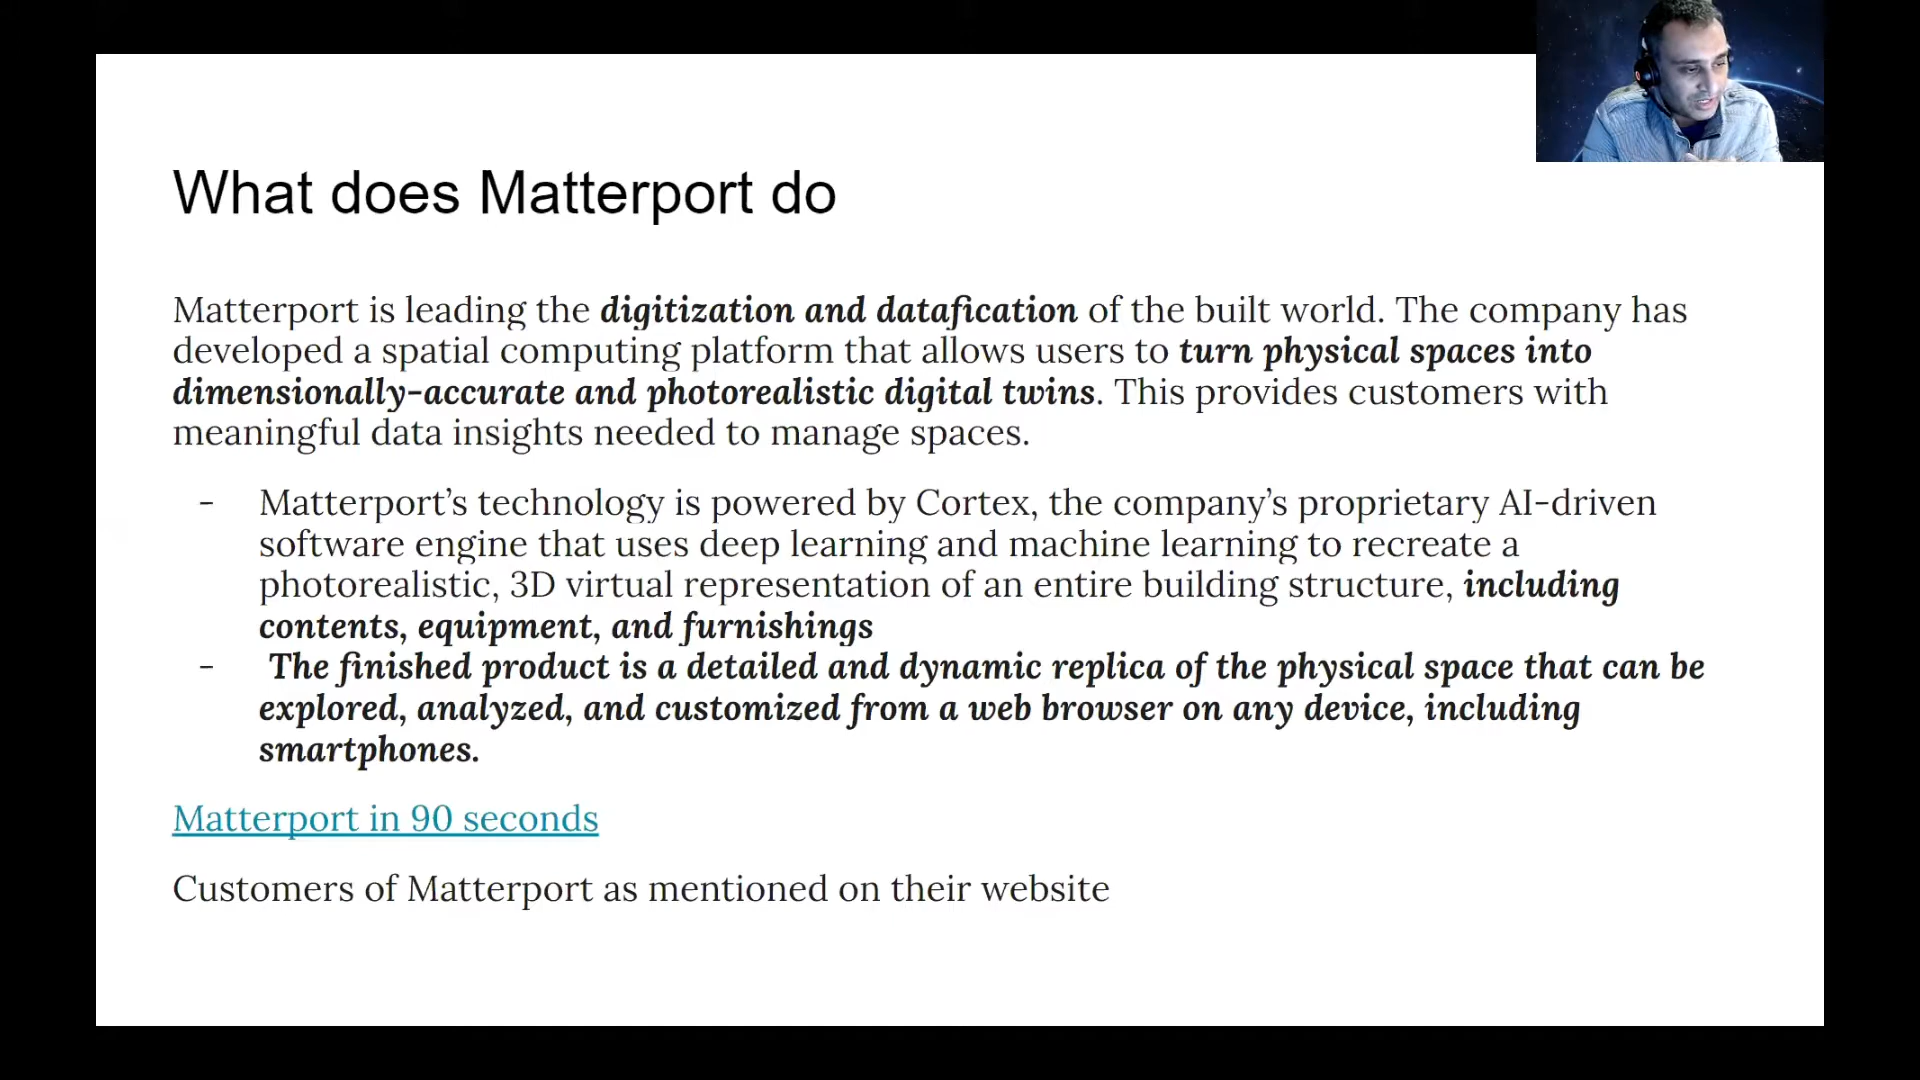 What does Matterport do
Matterport is leading the digitization and datafication of the built world. The company has
developed a spatial computing platform that allows users to turn physical spaces into
dimensionally-accurate and photorealistic digital twins. This provides customers with
meaningful data insights needed to manage spaces.
- Matterport’s technology is powered by Cortex, the company’s proprietary AI-driven
software engine that uses deep learning and machine learning to recreate a
photorealistic, 3D virtual representation of an entire building structure, including
contents, equipment, and furnishings
- The finished product is a detailed and dynamic replica of the physical space that can be
explored, analyzed, and customized from a web browser on any device, including
smartphones.
Matterport in 90 seconds
Customers of Matterport as mentioned on their website